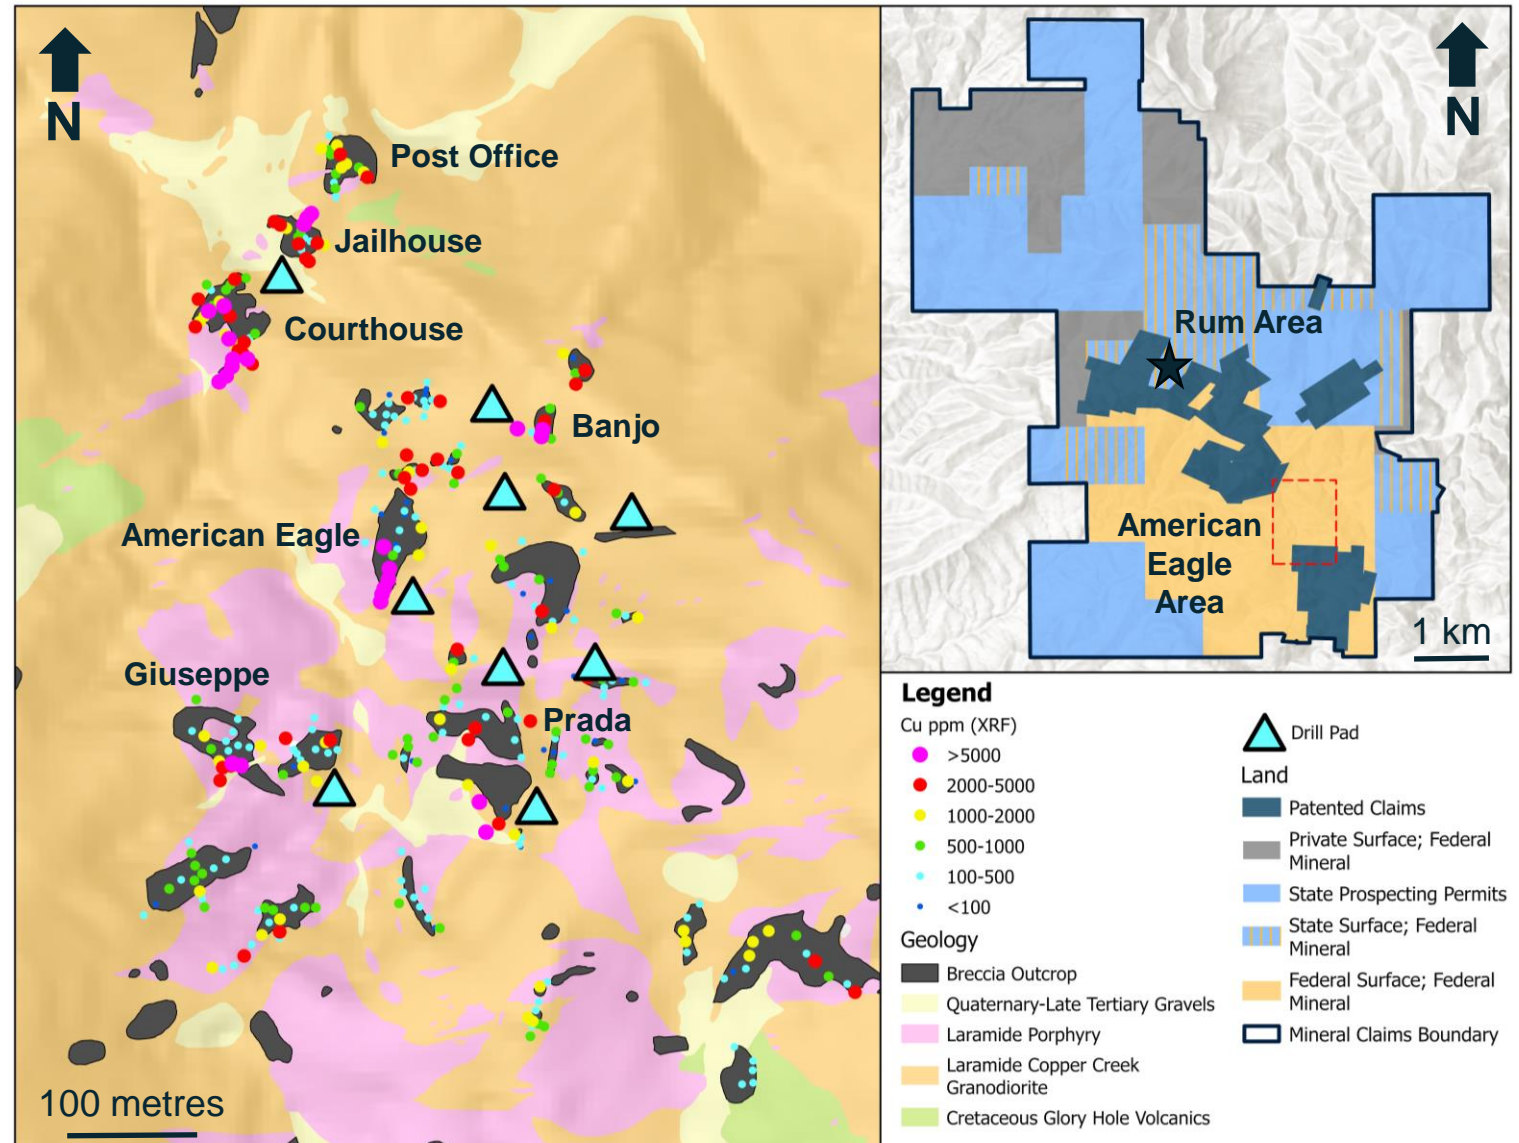 N
Post Office
Jailhouse
Courthouse
Banjo
American Eagle
Giuseppe
Prada
100 metres
N
Rum Area
American
Eagle
Area
1 km
Legend
Cu ppm (XRF)
>5000
2000-5000
1000-2000
500-1000
100-500
<100
Geology
Breccia Outcrop
Quaternary-Late Tertiary Gravels
Laramide Porphyry
Laramide Copper Creek
Granodiorite
Cretaceous Glory Hole Volcanics
Drill Pad
Land
Patented Claims
Private Surface; Federal
Mineral
State Prospecting Permits
State Surface; Federal
Mineral
Federal Surface; Federal
Mineral
Mineral Claims Boundary